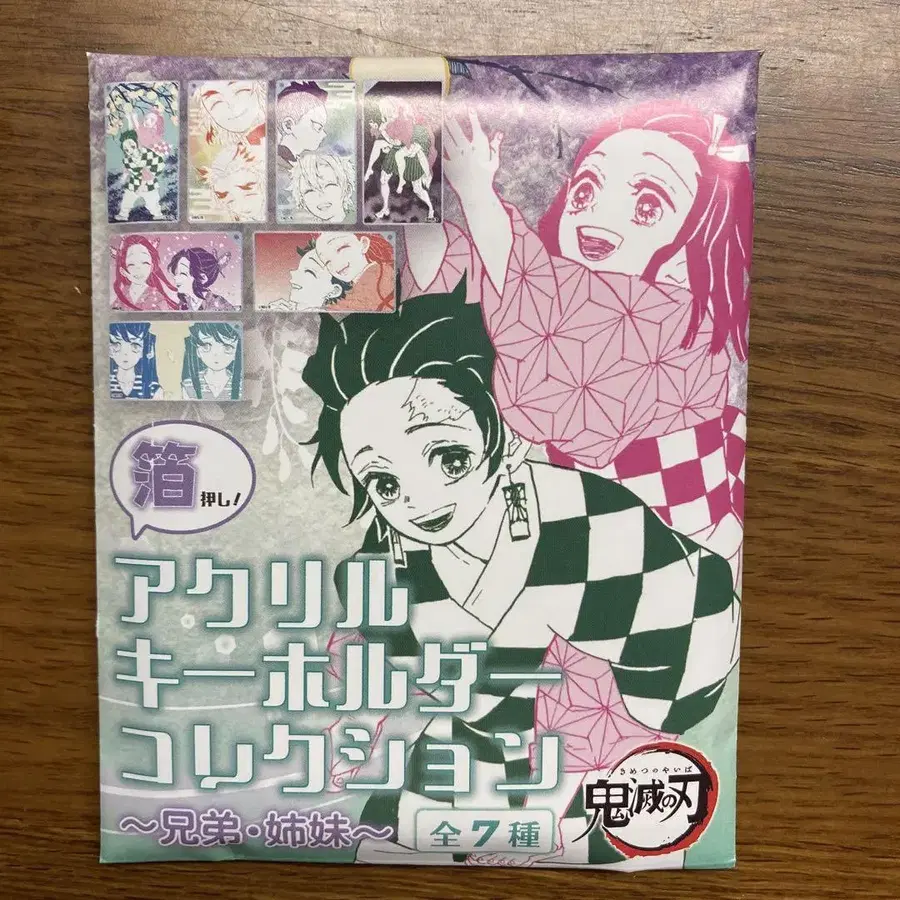 箔
押し！
アクリル
キーホルダー
コレクション
〜兄弟・姉妹〜
全7種
きめつのやいば
鬼滅の刃